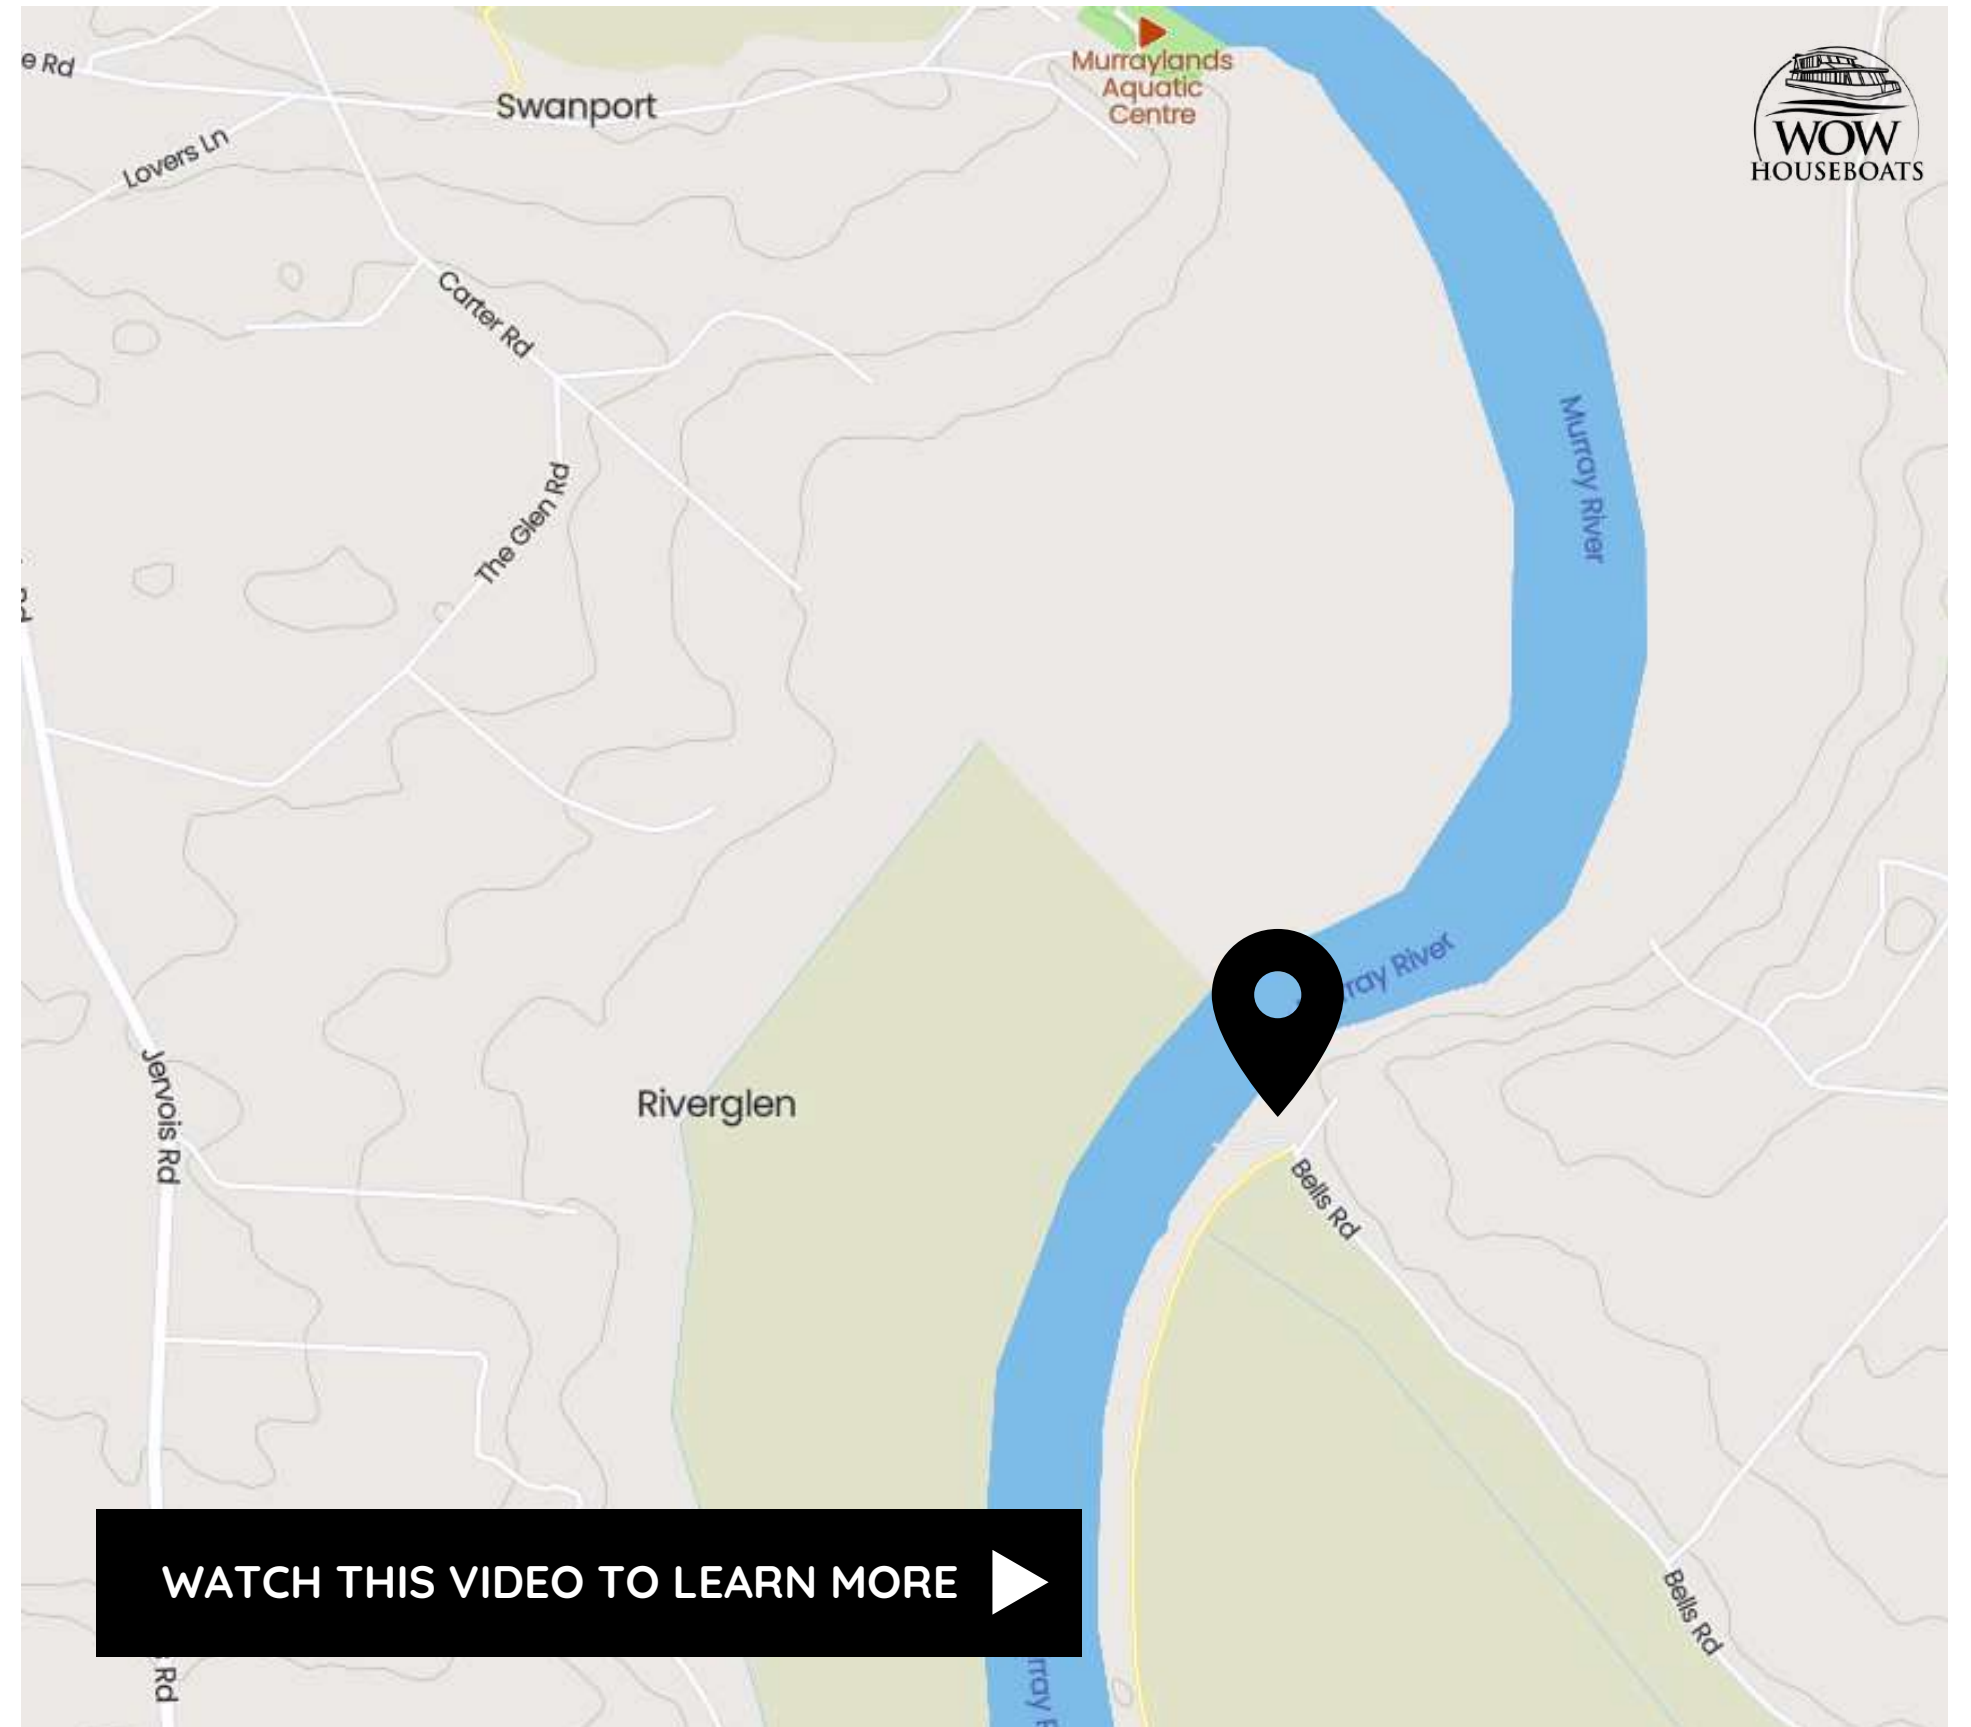 e Rd
Murraylands
Aquatic
Centre
WOW
HOUSEBOATS
Swanport
Lovers Ln
Carter Rd
Murray River
The Glen Rd
ray River
Jervois Rd
Riverglen
Bells Rd
WATCH THIS VIDEO TO LEARN MORE
Bells Rd
Rd